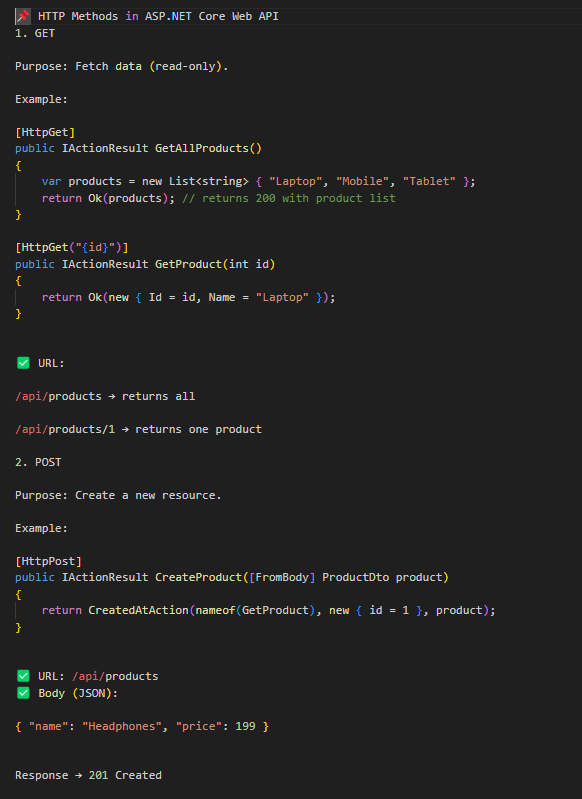 📌 HTTP Methods in ASP.NET Core Web API
1. GET
Purpose: Fetch data (read-only).
Example:
[HttpGet]
public IActionResult GetAllProducts()
{
    var products = new List<string> { "Laptop", "Mobile", "Tablet" };
    return Ok(products); // returns 200 with product list
}
[HttpGet("{id}")]
public IActionResult GetProduct(int id)
{
    return Ok(new { Id = id, Name = "Laptop" });
}
✅ URL:
/api/products → returns all
/api/products/1 → returns one product
2. POST
Purpose: Create a new resource.
Example:
[HttpPost]
public IActionResult CreateProduct([FromBody] ProductDto product)
{
    return CreatedAtAction(nameof(GetProduct), new { id = 1 }, product);
}
✅ URL: /api/products
✅ Body (JSON):
{ "name": "Headphones", "price": 199 }
Response → 201 Created